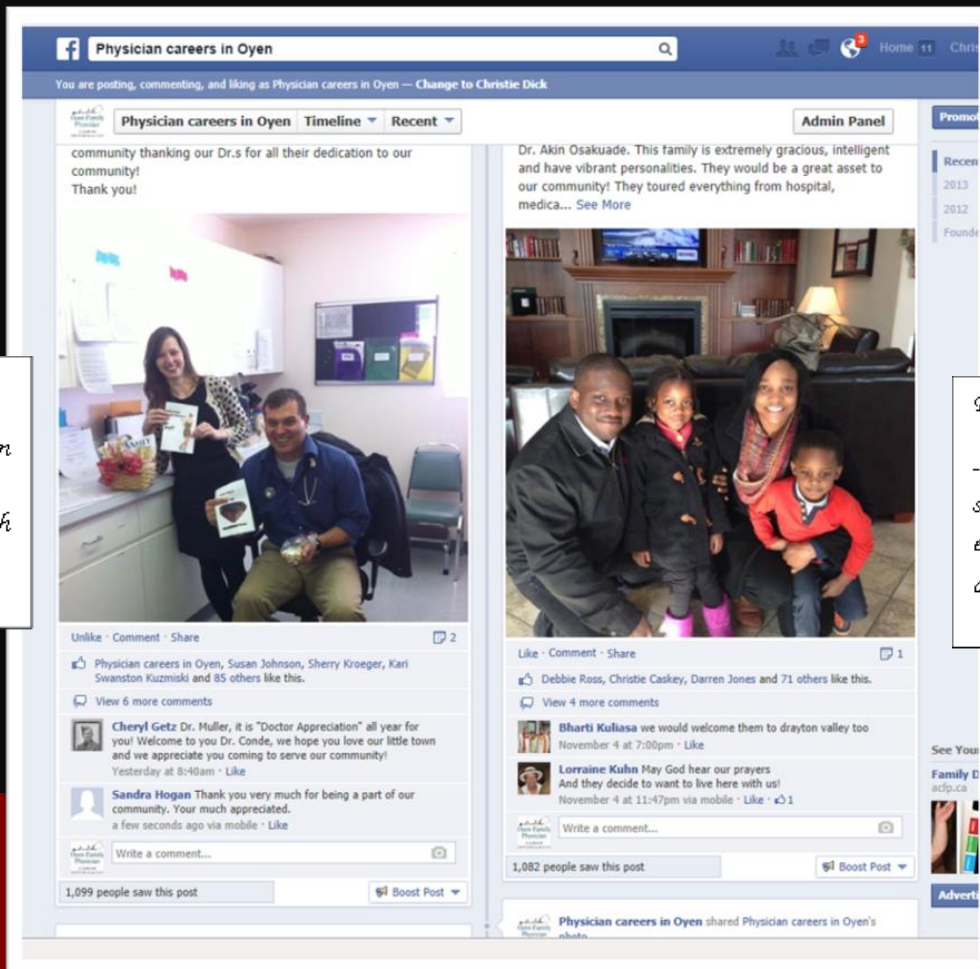 Physician careers in Oyen
3
Home 11
Chris
You are posting, commenting, and liking as Physician careers in Oyen — Change to Christie Dick
Physician careers in Oyen Timeline Recent
Admin Panel
community thanking our Dr.s for all their dedication to our
community!
Thank you!
Unlike · Comment · Share 2
Physician careers in Oyen, Susan Johnson, Sherry Kroeger, Kari
Swanston Kuzmiski and 85 others like this.
View 6 more comments
Cheryl Getz Dr. Muller, it is "Doctor Appreciation" all year for
you! Welcome to you Dr. Conde, we hope you love our little town
and we appreciate you coming to serve our community!
Yesterday at 8:40am · Like
Sandra Hogan Thank you very much for being a part of our
community. Your much appreciated.
a few seconds ago via mobile · Like
Write a comment...
1,099 people saw this post
Boost Post
Dr. Akin Osakuade. This family is extremely gracious, intelligent
and have vibrant personalities. They would be a great asset to
our community! They toured everything from hospital,
medica... See More
Like · Comment · Share 1
Debbie Ross, Christie Caskey, Darren Jones and 71 others like this.
View 4 more comments
Bharti Kuliasa we would welcome them to drayton valley too
November 4 at 7:00pm · Like
Lorraine Kuhn May God hear our prayers
And they decide to want to live here with us!
November 4 at 11:47pm via mobile · Like · 1
Write a comment...
1,082 people saw this post
Boost Post
Physician careers in Oyen shared Physician careers in Oyen's
photo.
Promot
Recen
2013
2012
Founde
See You
Family D
acfp.ca
Adverti